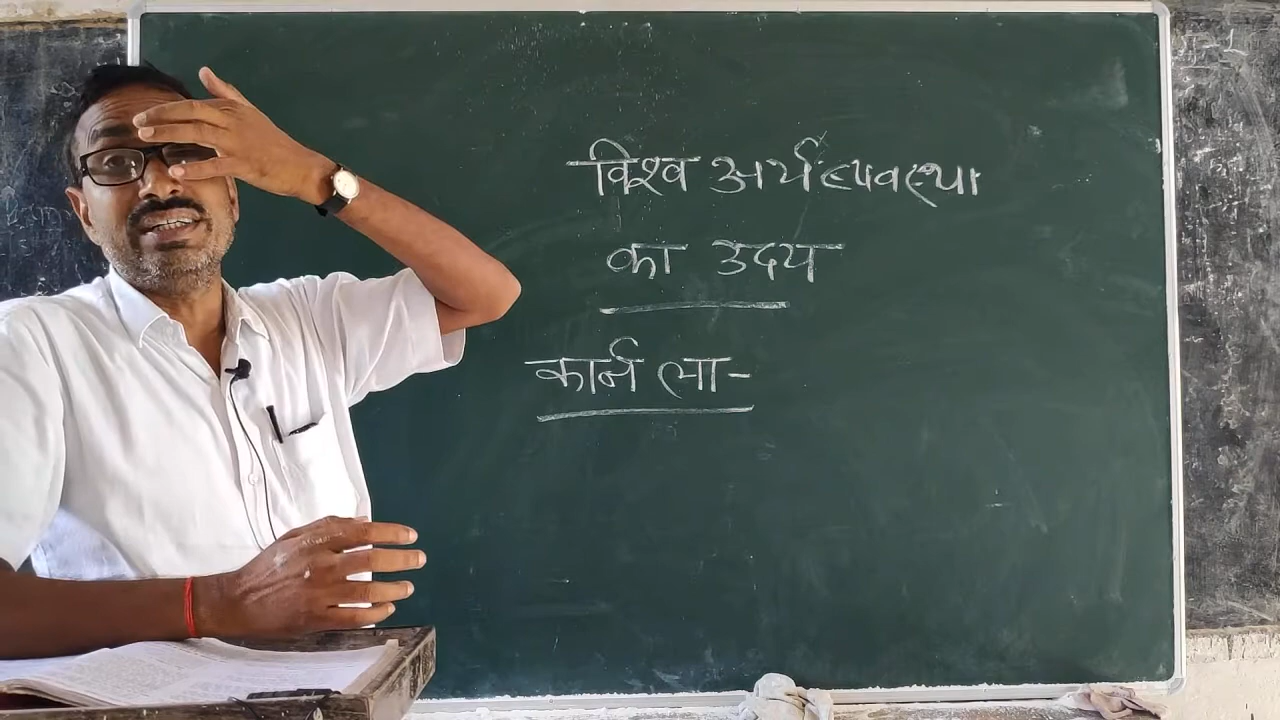 विश्व अर्थव्यवस्था
का उदय
कार्न ला-